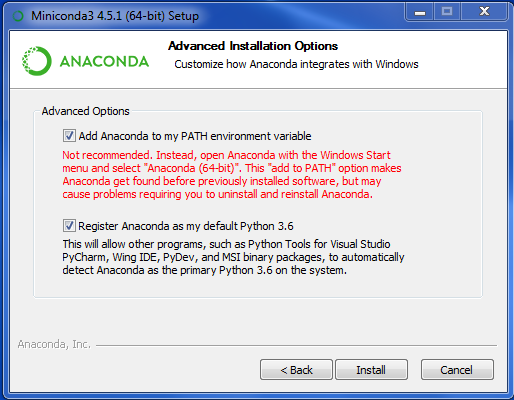 Miniconda3 4.5.1 (64-bit) Setup
ANACONDA
Advanced Installation Options
Customize how Anaconda integrates with Windows
Advanced Options
Add Anaconda to my PATH environment variable
Not recommended. Instead, open Anaconda with the Windows Start
menu and select "Anaconda (64-bit)". This "add to PATH" option makes
Anaconda get found before previously installed software, but may
cause problems requiring you to uninstall and reinstall Anaconda.
Register Anaconda as my default Python 3.6
This will allow other programs, such as Python Tools for Visual Studio
PyCharm, Wing IDE, PyDev, and MSI binary packages, to automatically
detect Anaconda as the primary Python 3.6 on the system.
Anaconda, Inc.
< Back
Install
Cancel